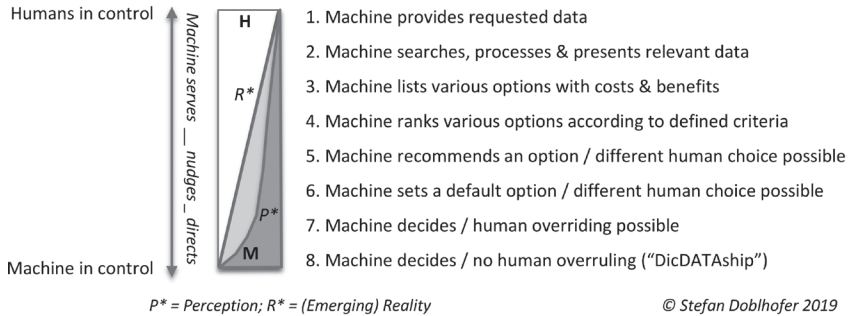 Humans in control
Machine in control
Machine serves __ nudges _ directs
H
R*
P*
M
1. Machine provides requested data
2. Machine searches, processes & presents relevant data
3. Machine lists various options with costs & benefits
4. Machine ranks various options according to defined criteria
5. Machine recommends an option / different human choice possible
6. Machine sets a default option / different human choice possible
7. Machine decides / human overriding possible
8. Machine decides / no human overruling (“DicDATAship”)
P* = Perception; R* = (Emerging) Reality
© Stefan Doblhofer 2019